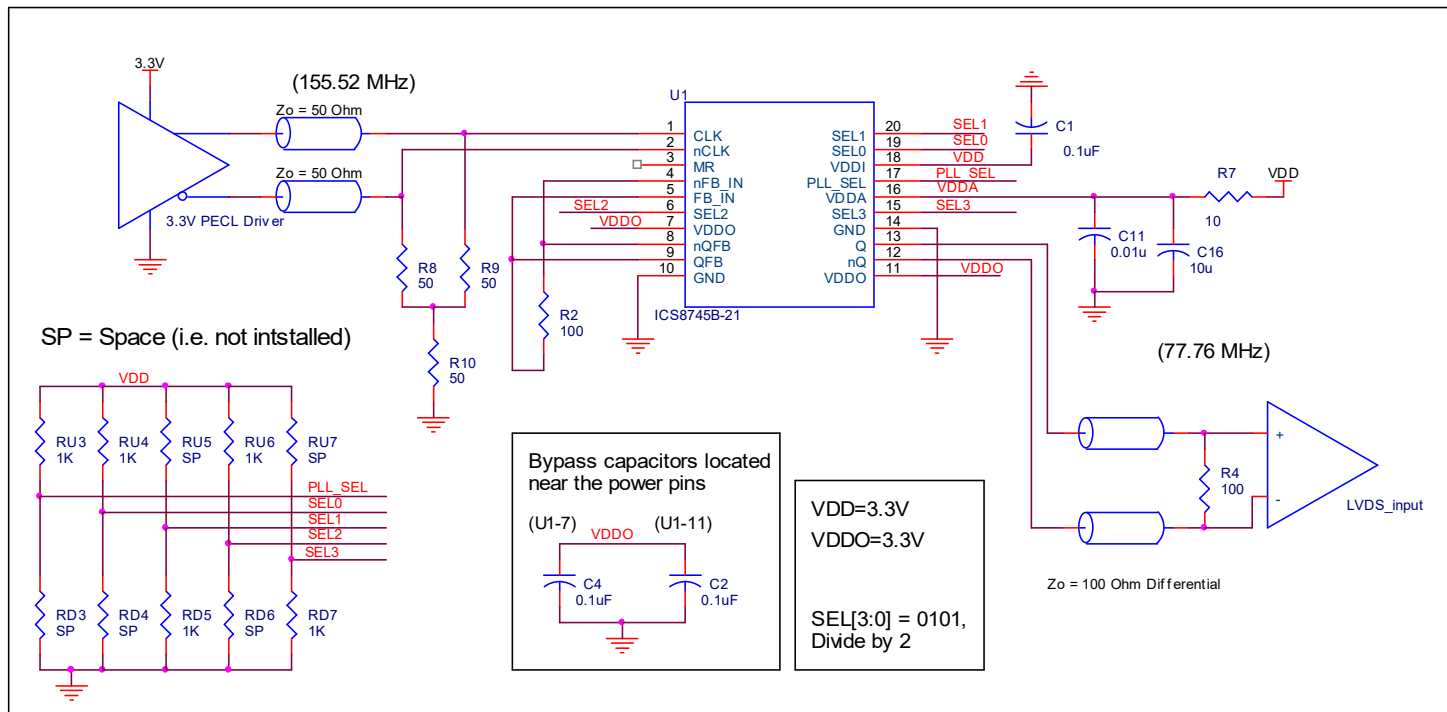 3.3V
(155.52 MHz)
Zo = 50 Ohm
Zo = 50 Ohm
3.3V PECL Driver
R8
50
R9
50
R10
50
R2
100
U1
1
2
3
4
5
6
7
8
9
10
CLK
nCLK
MR
nFB_IN
FB_IN
SEL2
VDDO
nQFB
QFB
GND
SEL2
VDDO
SEL1
SEL0
VDDI
PLL_SEL
VDDA
SEL3
GND
Q
nQ
VDDO
20
19
18
17
16
15
14
13
12
11
SEL1
SEL0
VDD
PLL_SEL
VDDA
SEL3
VDDO
ICS8745B-21
C1
0.1uF
R7
10
VDD
C11
0.01u
C16
10u
(77.76 MHz)
R4
100
+
-
LVDS_input
Zo = 100 Ohm Differential
SP = Space (i.e. not intstalled)
VDD
RU3
1K
RU4
1K
RU5
SP
RU6
1K
RU7
SP
PLL_SEL
SEL0
SEL1
SEL2
SEL3
RD3
SP
RD4
SP
RD5
1K
RD6
SP
RD7
1K
Bypass capacitors located
near the power pins
(U1-7)
(U1-11)
VDDO
C4
0.1uF
C2
0.1uF
VDD=3.3V
VDDO=3.3V
SEL[3:0] = 0101,
Divide by 2